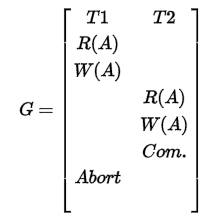 T1 T2
R(A)
W(A)
R(A)
G = W(A)
Com.
Abort